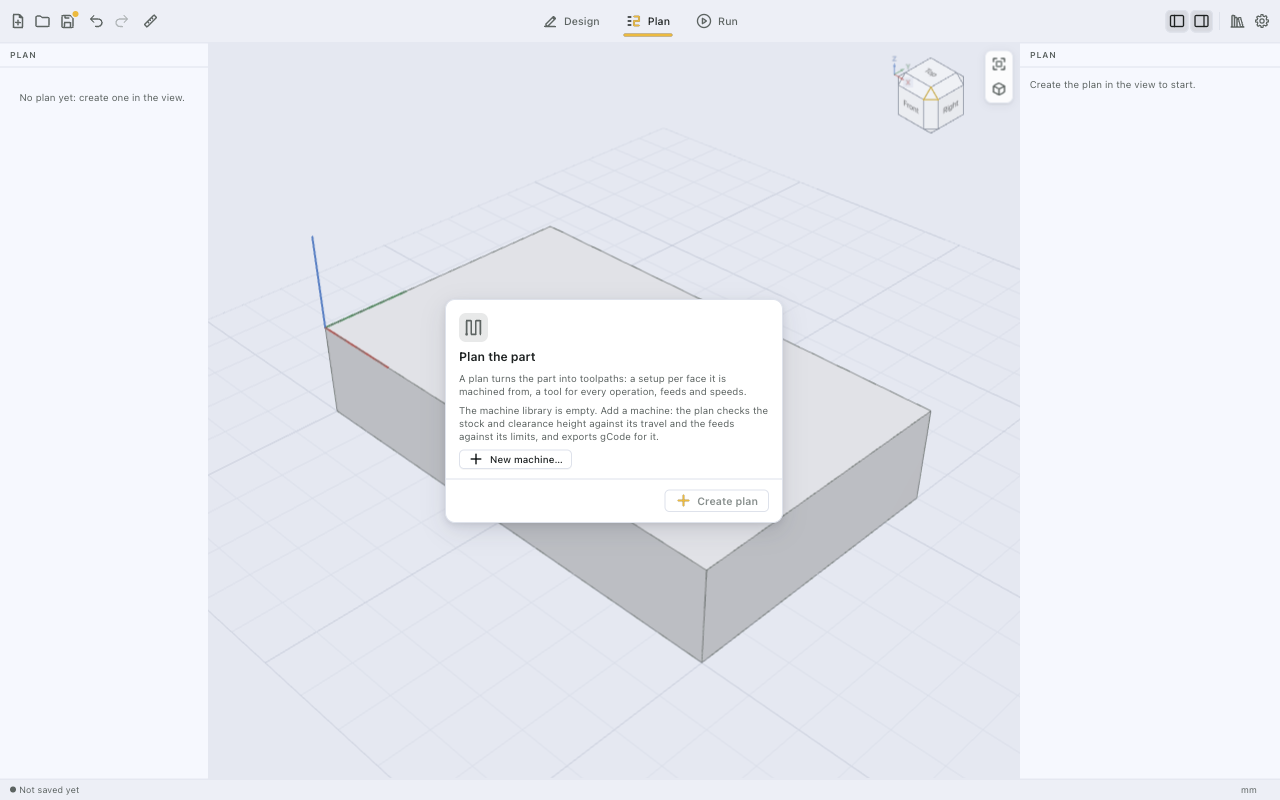 Design
Plan
Run
PLAN
No plan yet: create one in the view.
Z
Y
X
Top
Front
Right
Plan the part
A plan turns the part into toolpaths: a setup per face it is
machined from, a tool for every operation, feeds and speeds.
The machine library is empty. Add a machine: the plan checks the
stock and clearance height against its travel and the feeds
against its limits, and exports gCode for it.
New machine...
Create plan
PLAN
Create the plan in the view to start.
Not saved yet
mm